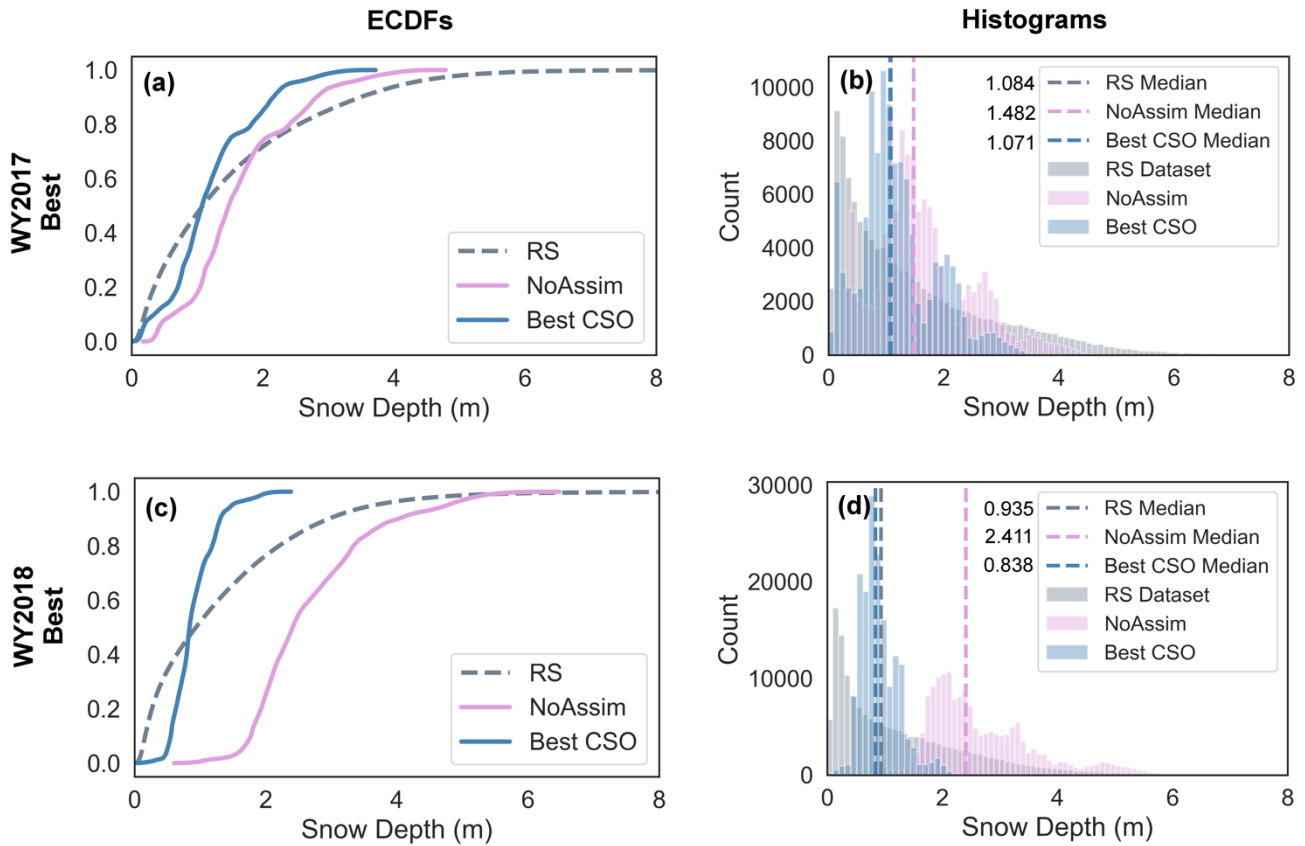 ECDFs
Histograms
WY2017
Best
(a)
1.0
0.8
0.6
0.4
0.2
0.0
RS
NoAssim
Best CSO
0
2
4
6
8
Snow Depth (m)
(b)
Count
10000
8000
6000
4000
2000
0
1.084 RS Median
1.482 NoAssim Median
1.071 Best CSO Median
RS Dataset
NoAssim
Best CSO
0
2
4
6
8
Snow Depth (m)
WY2018
Best
(c)
1.0
0.8
0.6
0.4
0.2
0.0
RS
NoAssim
Best CSO
0
2
4
6
8
Snow Depth (m)
(d)
Count
30000
20000
10000
0
0.935 RS Median
2.411 NoAssim Median
0.838 Best CSO Median
RS Dataset
NoAssim
Best CSO
0
2
4
6
8
Snow Depth (m)